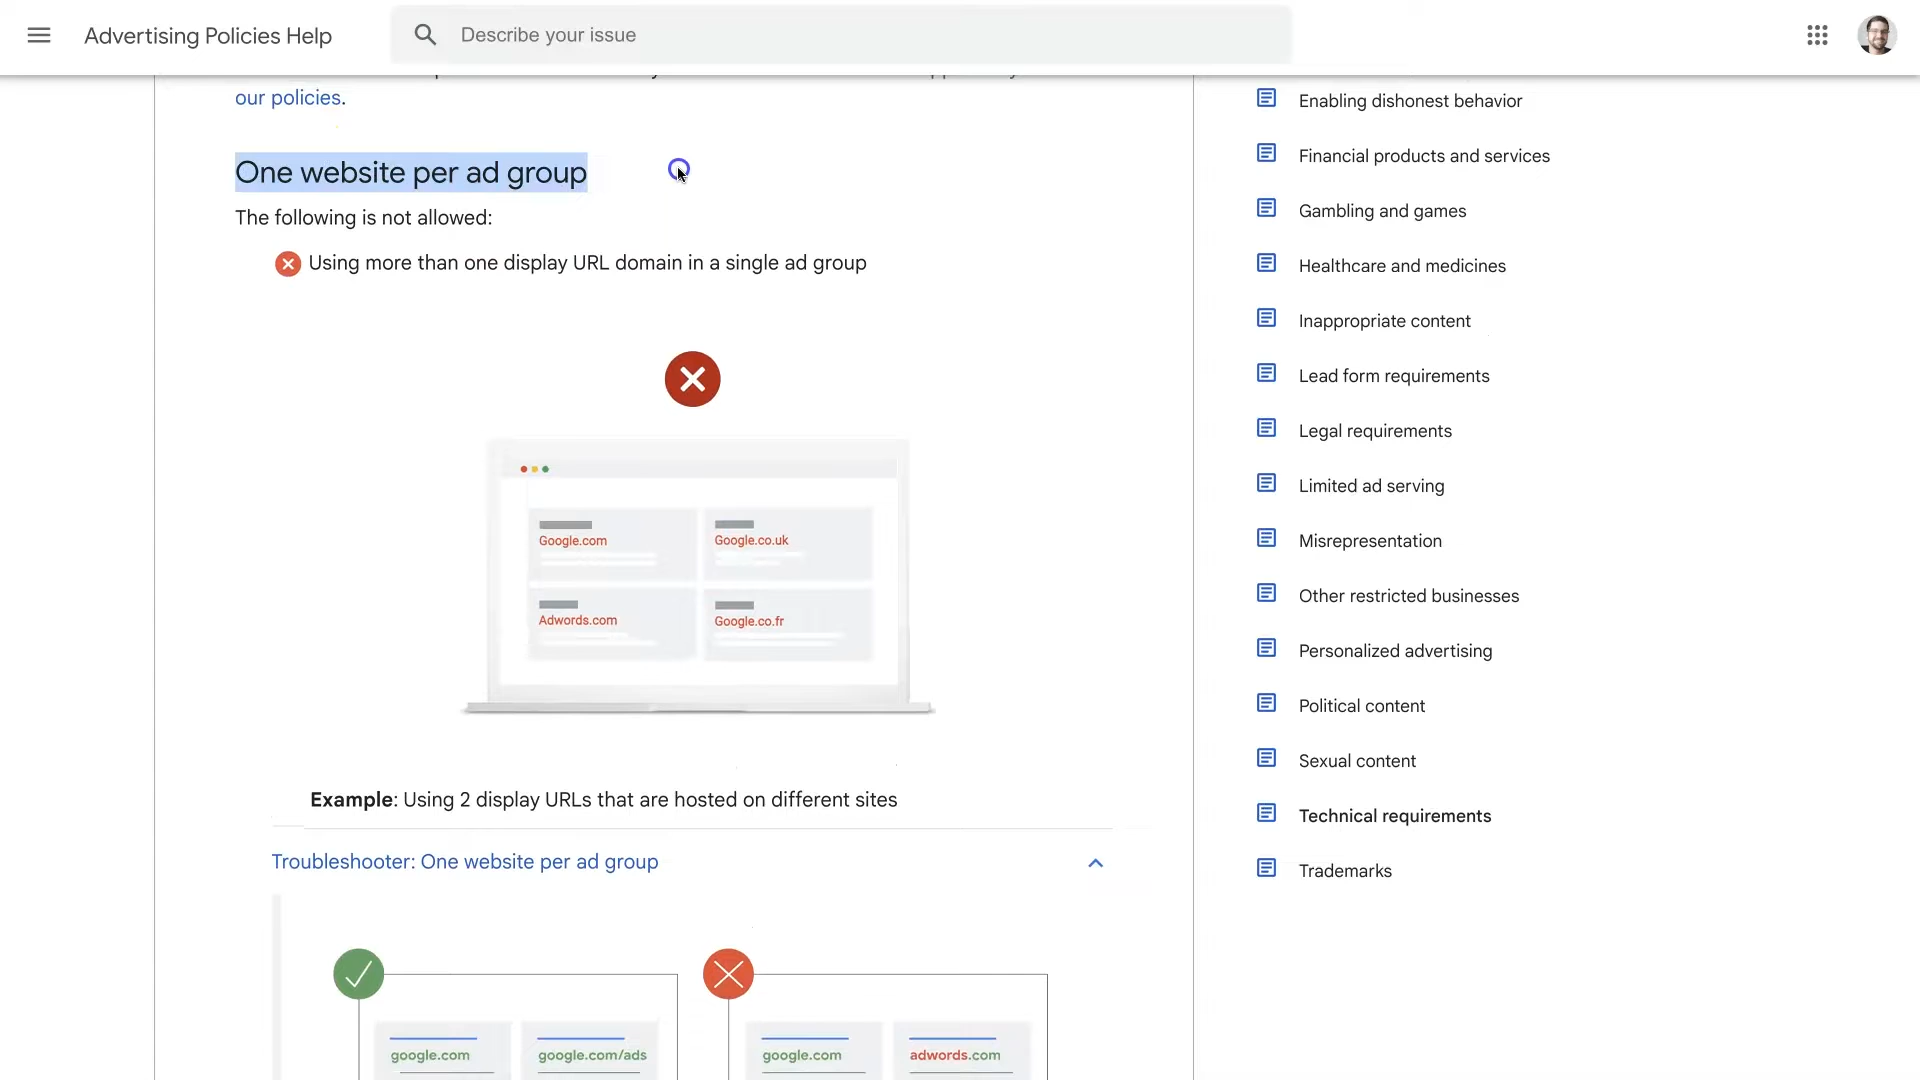 Advertising Policies Help
Describe your issue
our policies.
One website per ad group
The following is not allowed:
Using more than one display URL domain in a single ad group
Google.com
Google.co.uk
Adwords.com
Google.co.fr
Example: Using 2 display URLs that are hosted on different sites
Troubleshooter: One website per ad group
google.com
google.com/ads
google.com
adwords.com
Enabling dishonest behavior
Financial products and services
Gambling and games
Healthcare and medicines
Inappropriate content
Lead form requirements
Legal requirements
Limited ad serving
Misrepresentation
Other restricted businesses
Personalized advertising
Political content
Sexual content
Technical requirements
Trademarks